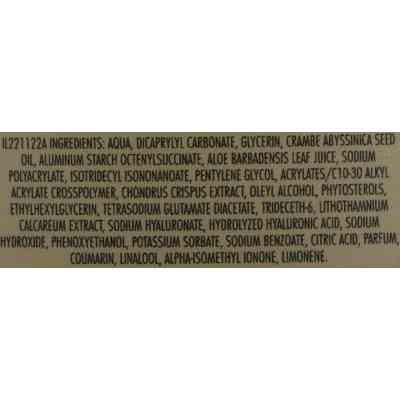 IL221122A INGREDIENTS: AQUA, DICAPRYLYL CARBONATE, GLYCERIN, CRAMBE ABYSSINICA SEED
OIL, ALUMINUM STARCH OCTENYLSUCCINATE, ALOE BARBADENSIS LEAF JUICE, SODIUM
POLYACRYLATE, ISOTRIDECYL ISONONANOATE, PENTYLENE GLYCOL, ACRYLATES/C10-30 ALKYL
ACRYLATE CROSSPOLYMER, CHONDRUS CRISPUS EXTRACT, OLEYL ALCOHOL, PHYTOSTEROLS,
ETHYLHEXYLGLYCERIN, TETRASODIUM GLUTAMATE DIACETATE, TRIDECETH-6, LITHOTHAMNIUM
CALCAREUM EXTRACT, SODIUM HYALURONATE, HYDROLYZED HYALURONIC ACID, SODIUM
HYDROXIDE, PHENOXYETHANOL, POTASSIUM SORBATE, SODIUM BENZOATE, CITRIC ACID, PARFUM,
COUMARIN, LINALOOL, ALPHA-ISOMETHYL IONONE, LIMONENE.